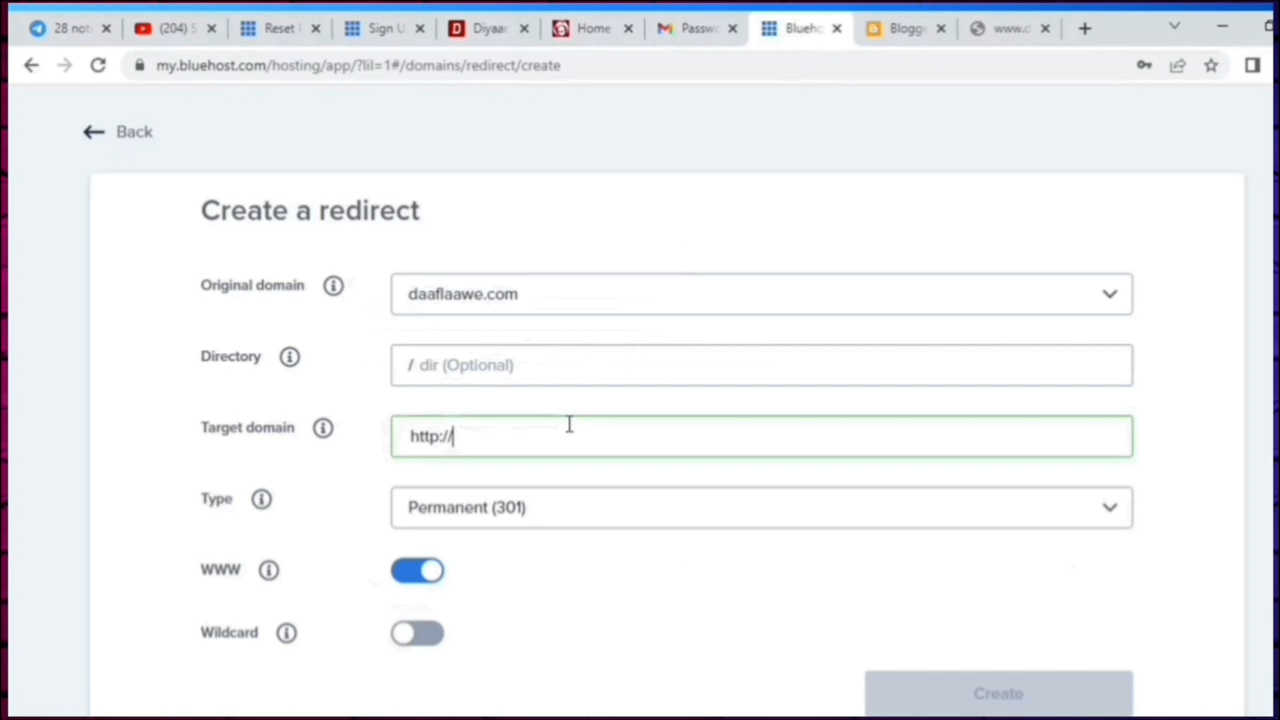 28 not
(204) S
Reset
Sign U
Diyaar
Home
Passwo
Blueho
Blogge
www.d
my.bluehost.com/hosting/app/?lil=1#/domains/redirect/create
Back
Create a redirect
Original domain
daaflaawe.com
Directory
/ dir (Optional)
Target domain
http://
Type
Permanent (301)
WWW
Wildcard
Create